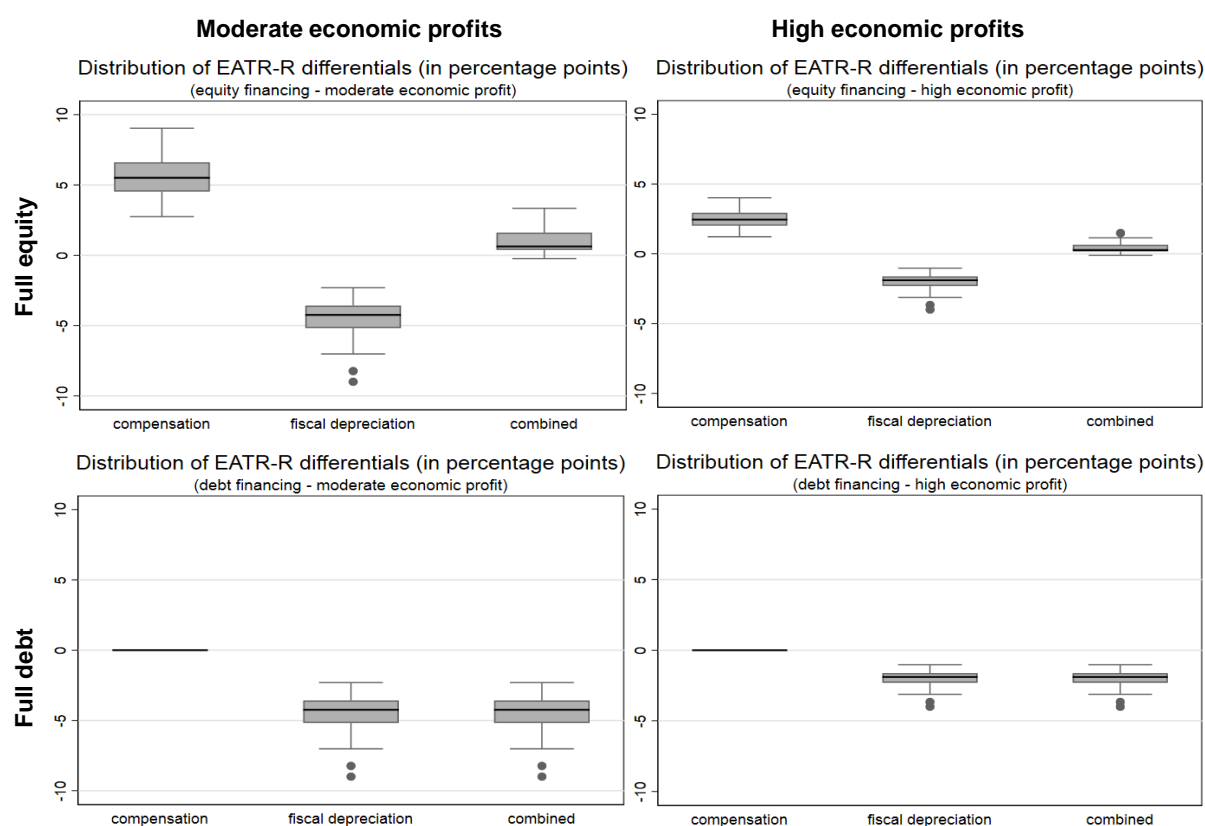 Moderate economic profits
High economic profits
Full equity
Distribution of EATR-R differentials (in percentage points)
(equity financing - moderate economic profit)
10
5
0
-5
-10
compensation
fiscal depreciation
combined
Distribution of EATR-R differentials (in percentage points)
(equity financing - high economic profit)
10
5
0
-5
-10
compensation
fiscal depreciation
combined
Full debt
Distribution of EATR-R differentials (in percentage points)
(debt financing - moderate economic profit)
10
5
0
-5
-10
compensation
fiscal depreciation
combined
Distribution of EATR-R differentials (in percentage points)
(debt financing - high economic profit)
10
5
0
-5
-10
compensation
fiscal depreciation
combined